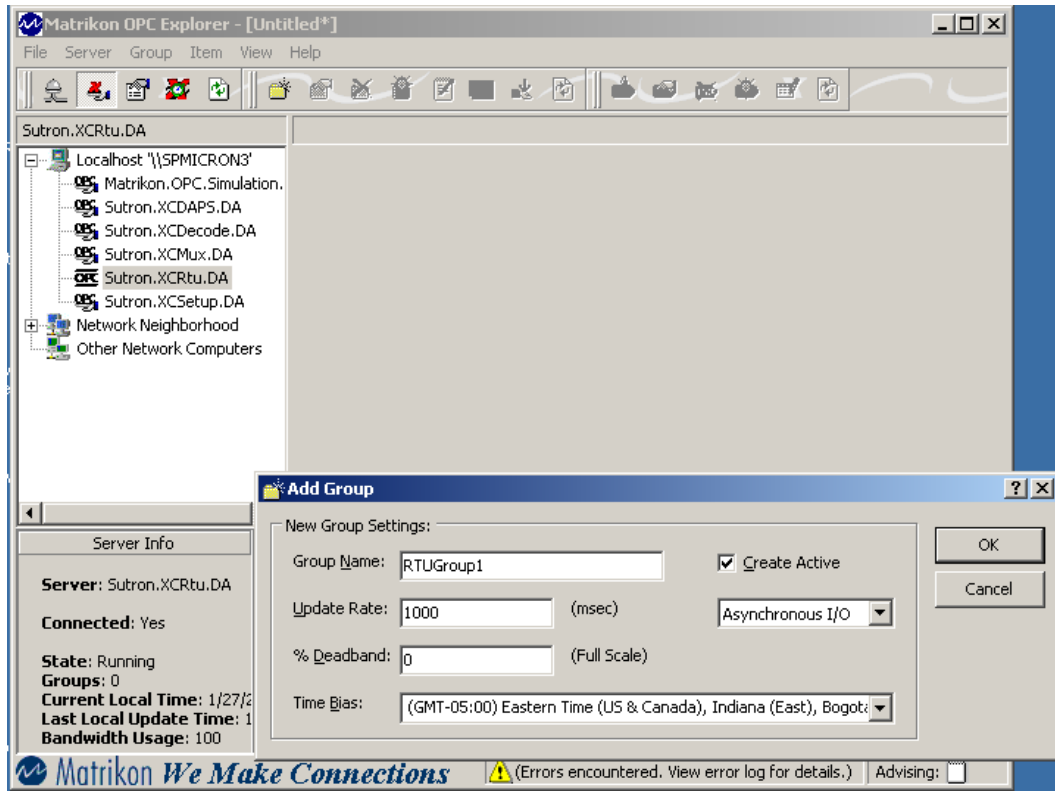 Matrikon OPC Explorer - [Untitled*]
File Server Group Item View Help
Sutron.XCRtu.DA
Localhost '\\SPMICRON3'
Matrikon.OPC.Simulation.
Sutron.XCDAPS.DA
Sutron.XCDecode.DA
Sutron.XCMux.DA
OPC Sutron.XCRtu.DA
Sutron.XCSetup.DA
Network Neighborhood
Other Network Computers
Server Info
Server: Sutron.XCRtu.DA
Connected: Yes
State: Running
Groups: 0
Current Local Time: 1/27/2
Last Local Update Time: 1
Bandwidth Usage: 100
Add Group
New Group Settings:
Group Name: RTUGroup1
Create Active
Update Rate: 1000 (msec)
Asynchronous I/O
% Deadband: 0 (Full Scale)
Time Bias: (GMT-05:00) Eastern Time (US & Canada), Indiana (East), Bogota
OK
Cancel
Matrikon We Make Connections
(Errors encountered. View error log for details.)
Advising: